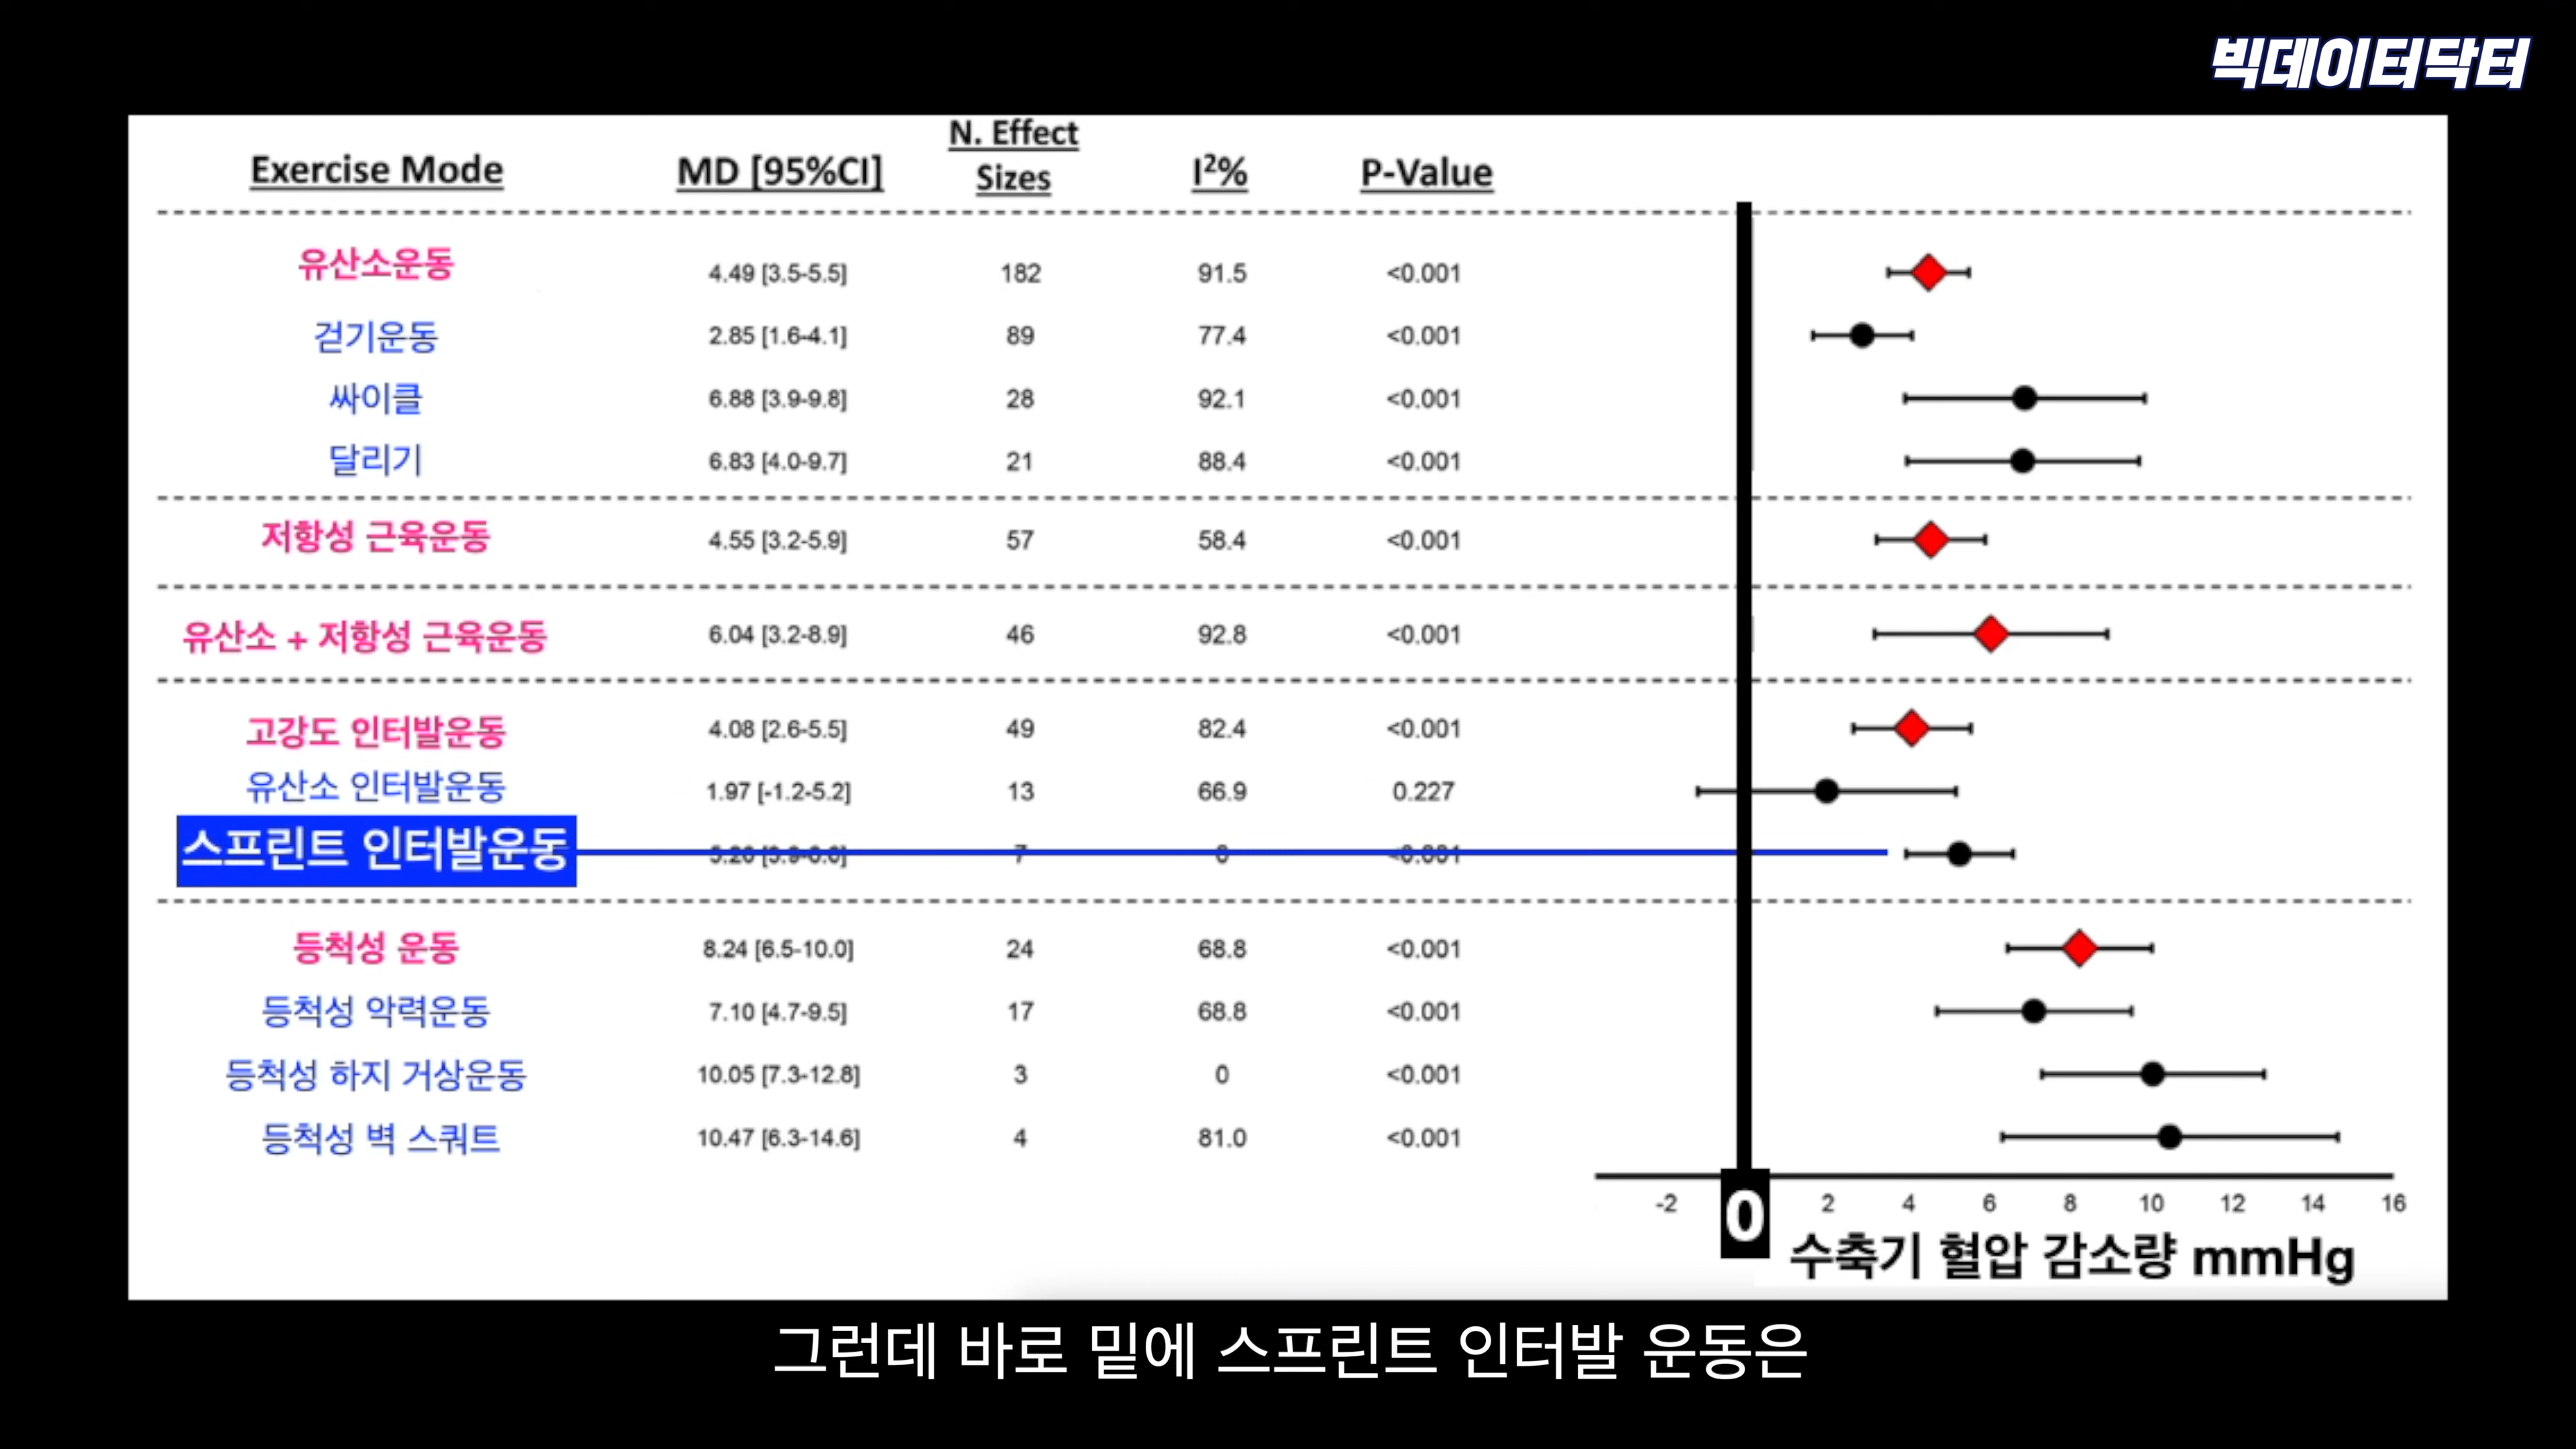 빅데이터닥터
Exercise Mode MD [95%CI] N. Effect Sizes I²% P-Value
유산소운동 4.49 [3.5-5.5] 182 91.5 <0.001
걷기운동 2.85 [1.6-4.1] 89 77.4 <0.001
싸이클 6.88 [3.9-9.8] 28 92.1 <0.001
달리기 6.83 [4.0-9.7] 21 88.4 <0.001
저항성 근육운동 4.55 [3.2-5.9] 57 58.4 <0.001
유산소 + 저항성 근육운동 6.04 [3.2-8.9] 46 92.8 <0.001
고강도 인터발운동 4.08 [2.6-5.5] 49 82.4 <0.001
유산소 인터발운동 1.97 [-1.2-5.2] 13 66.9 0.227
스프린트 인터발운동 7 0 <0.001
등척성 운동 8.24 [6.5-10.0] 24 68.8 <0.001
등척성 악력운동 7.10 [4.7-9.5] 17 68.8 <0.001
등척성 하지 거상운동 10.05 [7.3-12.8] 3 0 <0.001
등척성 벽 스쿼트 10.47 [6.3-14.6] 4 81.0 <0.001
-2 0 2 4 6 8 10 12 14 16
수축기 혈압 감소량 mmHg
그런데 바로 밑에 스프린트 인터발 운동은